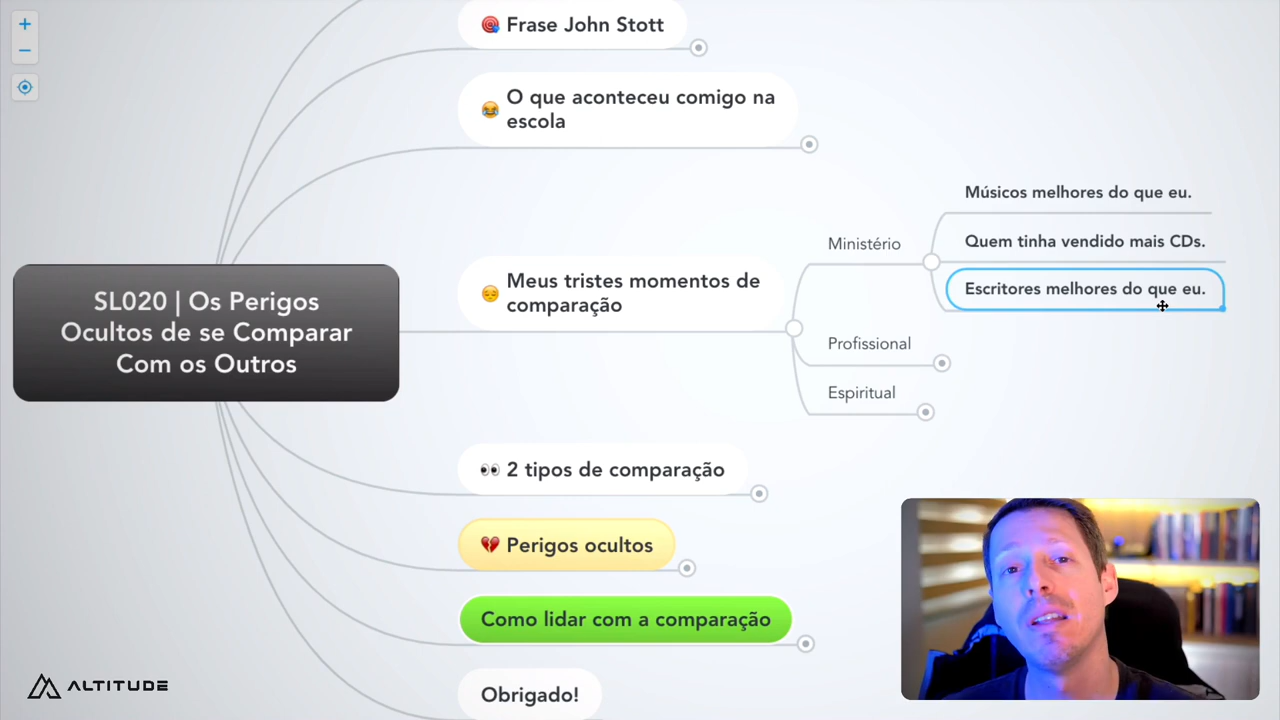 Frase John Stott
O que aconteceu comigo na
escola
SL020 | Os Perigos
Ocultos de se Comparar
Com os Outros
Meus tristes momentos de
comparação
Ministério
Músicos melhores do que eu.
Quem tinha vendido mais CDs.
Escritores melhores do que eu.
Profissional
Espiritual
2 tipos de comparação
Perigos ocultos
Como lidar com a comparação
Obrigado!
ALTITUDE